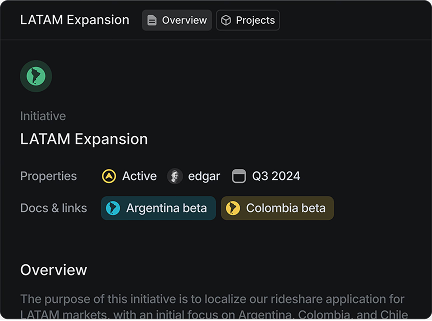 LATAM Expansion Overview Projects
Initiative
LATAM Expansion
Properties Active edgar Q3 2024
Docs & links Argentina beta Colombia beta
Overview
The purpose of this initiative is to localize our rideshare application for
LATAM markets, with an initial focus on Argentina, Colombia, and Chile